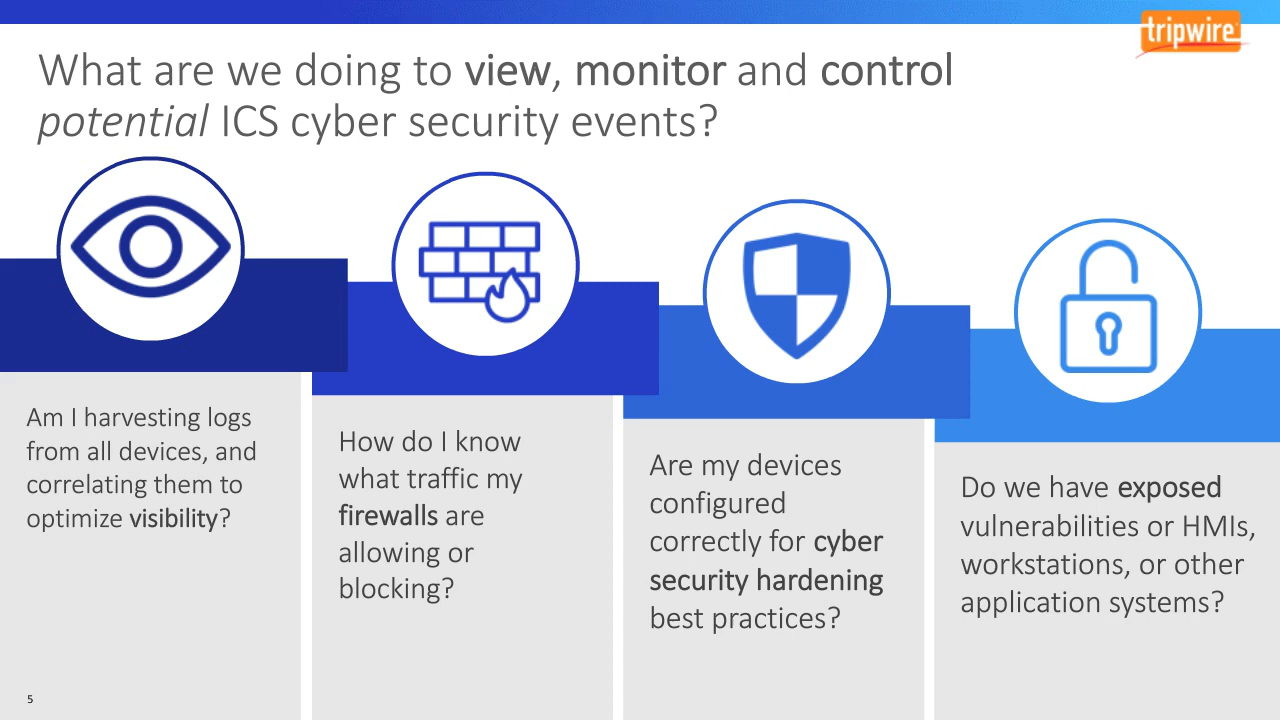 tripwire
What are we doing to view, monitor and control
potential ICS cyber security events?
Am I harvesting logs
from all devices, and
correlating them to
optimize visibility?
How do I know
what traffic my
firewalls are
allowing or
blocking?
Are my devices
configured
correctly for cyber
security hardening
best practices?
Do we have exposed
vulnerabilities or HMIs,
workstations, or other
application systems?
5